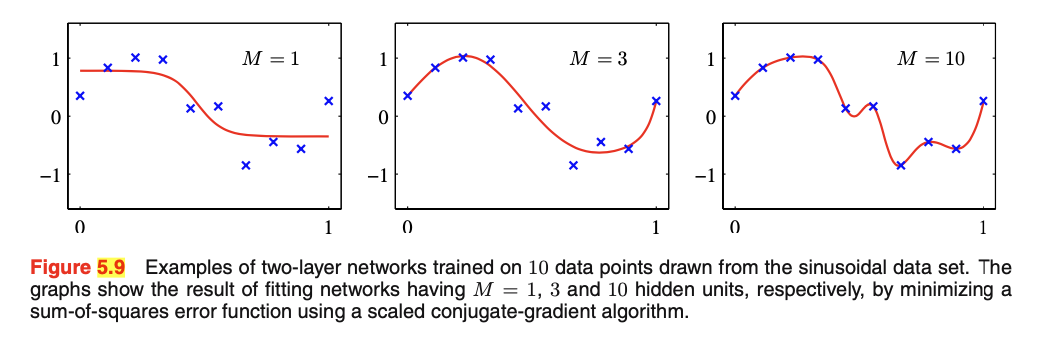 M = 1
M = 3
M = 10
1
0
−1
0
1
1
0
−1
0
1
1
0
−1
0
1
Figure 5.9 Examples of two-layer networks trained on 10 data points drawn from the sinusoidal data set. The
graphs show the result of fitting networks having M = 1, 3 and 10 hidden units, respectively, by minimizing a
sum-of-squares error function using a scaled conjugate-gradient algorithm.